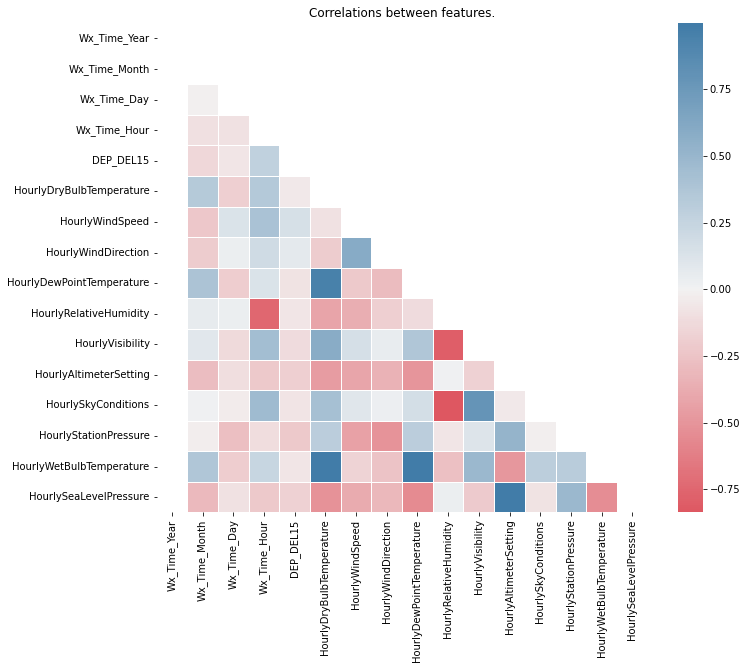 Correlations between features.
Wx_Time_Year
Wx_Time_Month
Wx_Time_Day
Wx_Time_Hour
DEP_DEL15
HourlyDryBulbTemperature
HourlyWindSpeed
HourlyWindDirection
HourlyDewPointTemperature
HourlyRelativeHumidity
HourlyVisibility
HourlyAltimeterSetting
HourlySkyConditions
HourlyStationPressure
HourlyWetBulbTemperature
HourlySeaLevelPressure
Wx_Time_Year
Wx_Time_Month
Wx_Time_Day
Wx_Time_Hour
DEP_DEL15
HourlyDryBulbTemperature
HourlyWindSpeed
HourlyWindDirection
HourlyDewPointTemperature
HourlyRelativeHumidity
HourlyVisibility
HourlyAltimeterSetting
HourlySkyConditions
HourlyStationPressure
HourlyWetBulbTemperature
HourlySeaLevelPressure
0.75
0.50
0.25
0.00
−0.25
−0.50
−0.75